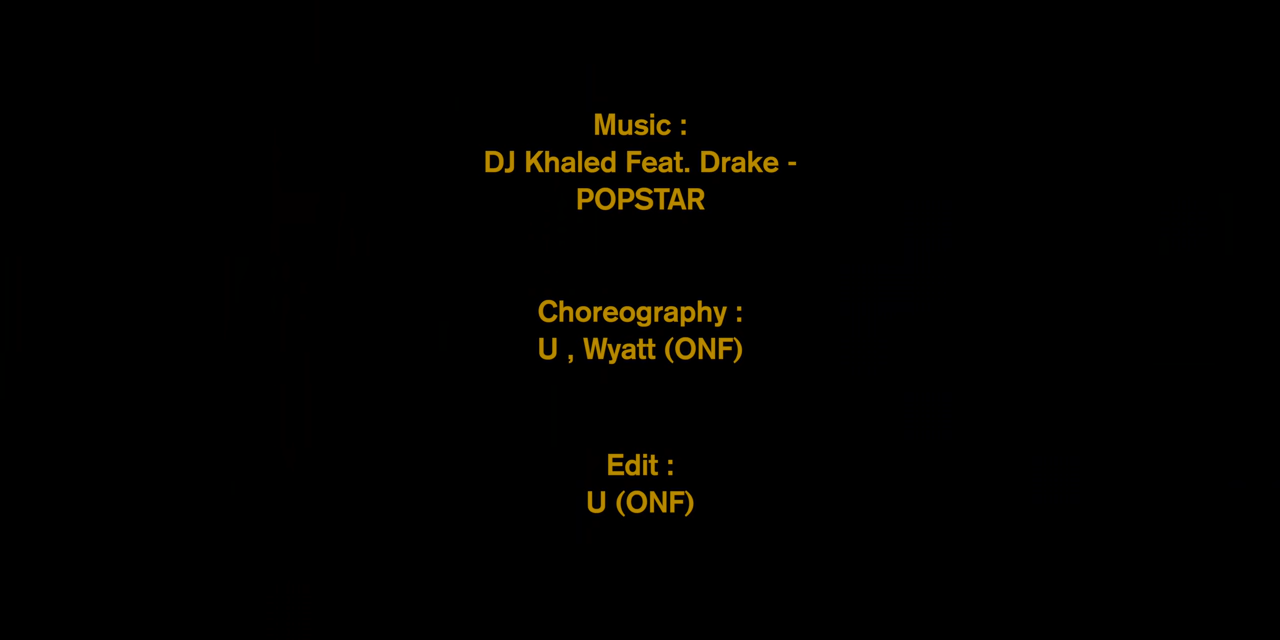 Music :
DJ Khaled Feat. Drake -
POPSTAR
Choreography :
U , Wyatt (ONF)
Edit :
U (ONF)